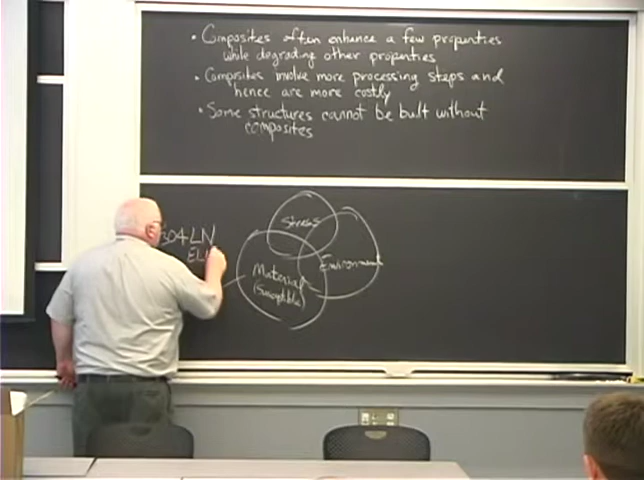 • Composites often enhance a few properties
while degrading other properties
• Composites involve more processing steps and
hence are more costly
• Some structures cannot be built without
composites
Stress
304LN
Environment
Material
(Susceptible)